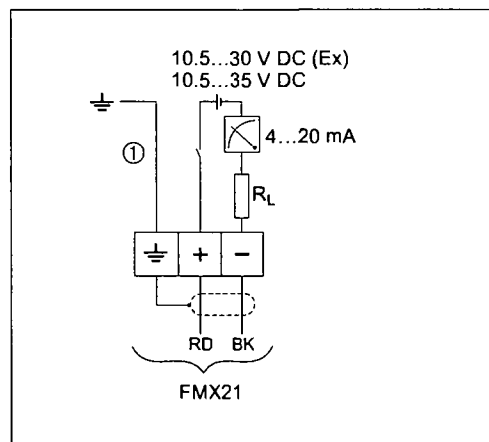 10.5...30 V DC (Ex)
10.5...35 V DC
4...20 mA
①
R_L
+ −
RD BK
FMX21